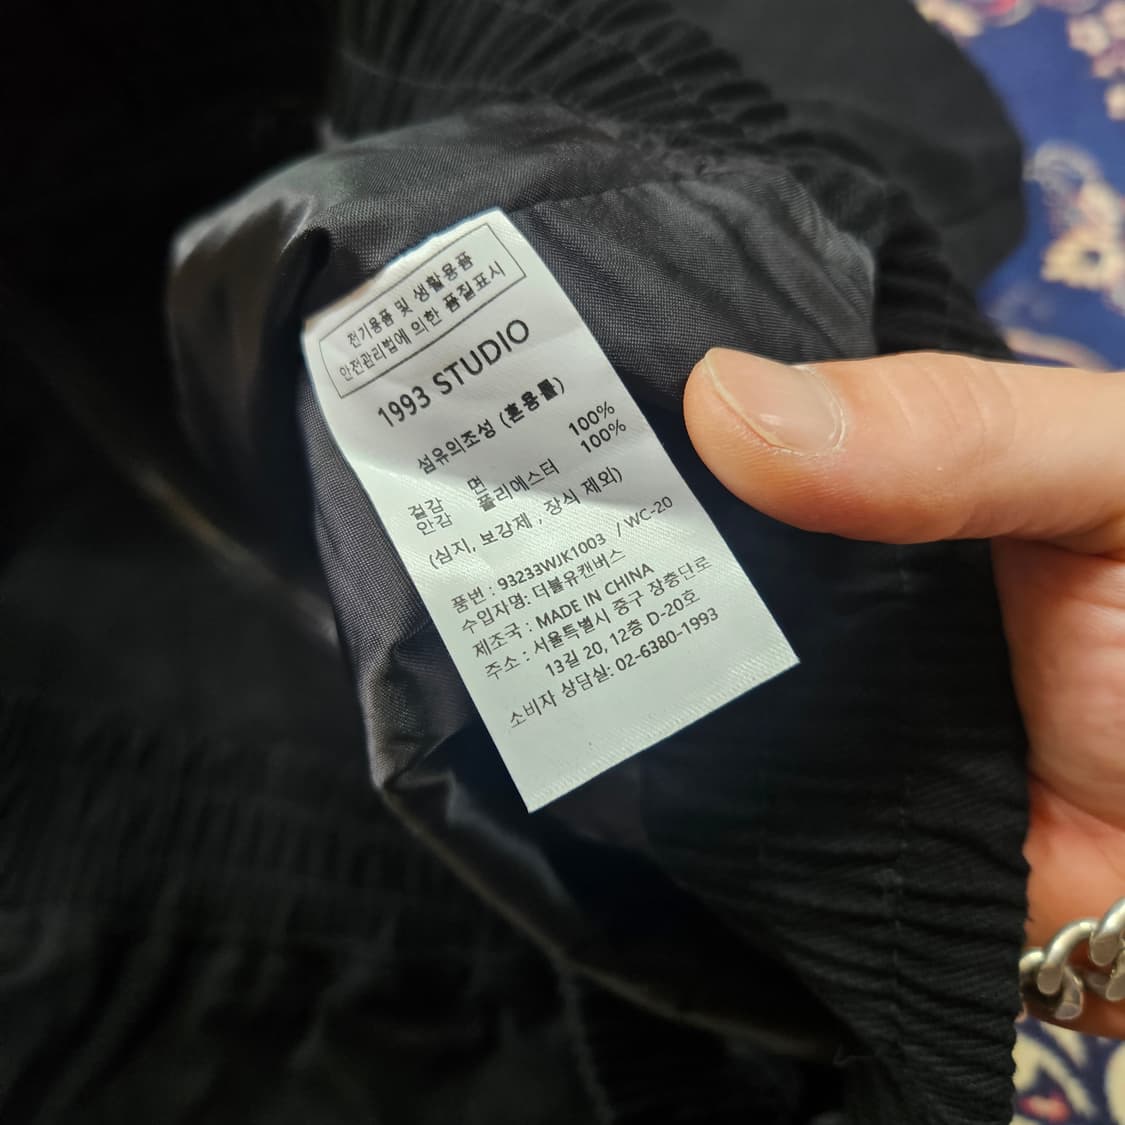 전기용품 및 생활용품
안전관리법에 의한 품질표시
1993 STUDIO
섬유의조성 (혼용률)
겉감 면 100%
안감 폴리에스터 100%
(심지, 보강제 , 장식 제외)
품번 : 93233WJK1003 / WC-20
수입자명: 더블유캔버스
제조국 : MADE IN CHINA
주소 : 서울특별시 중구 장충단로
13길 20, 12층 D-20호
소비자 상담실: 02-6380-1993